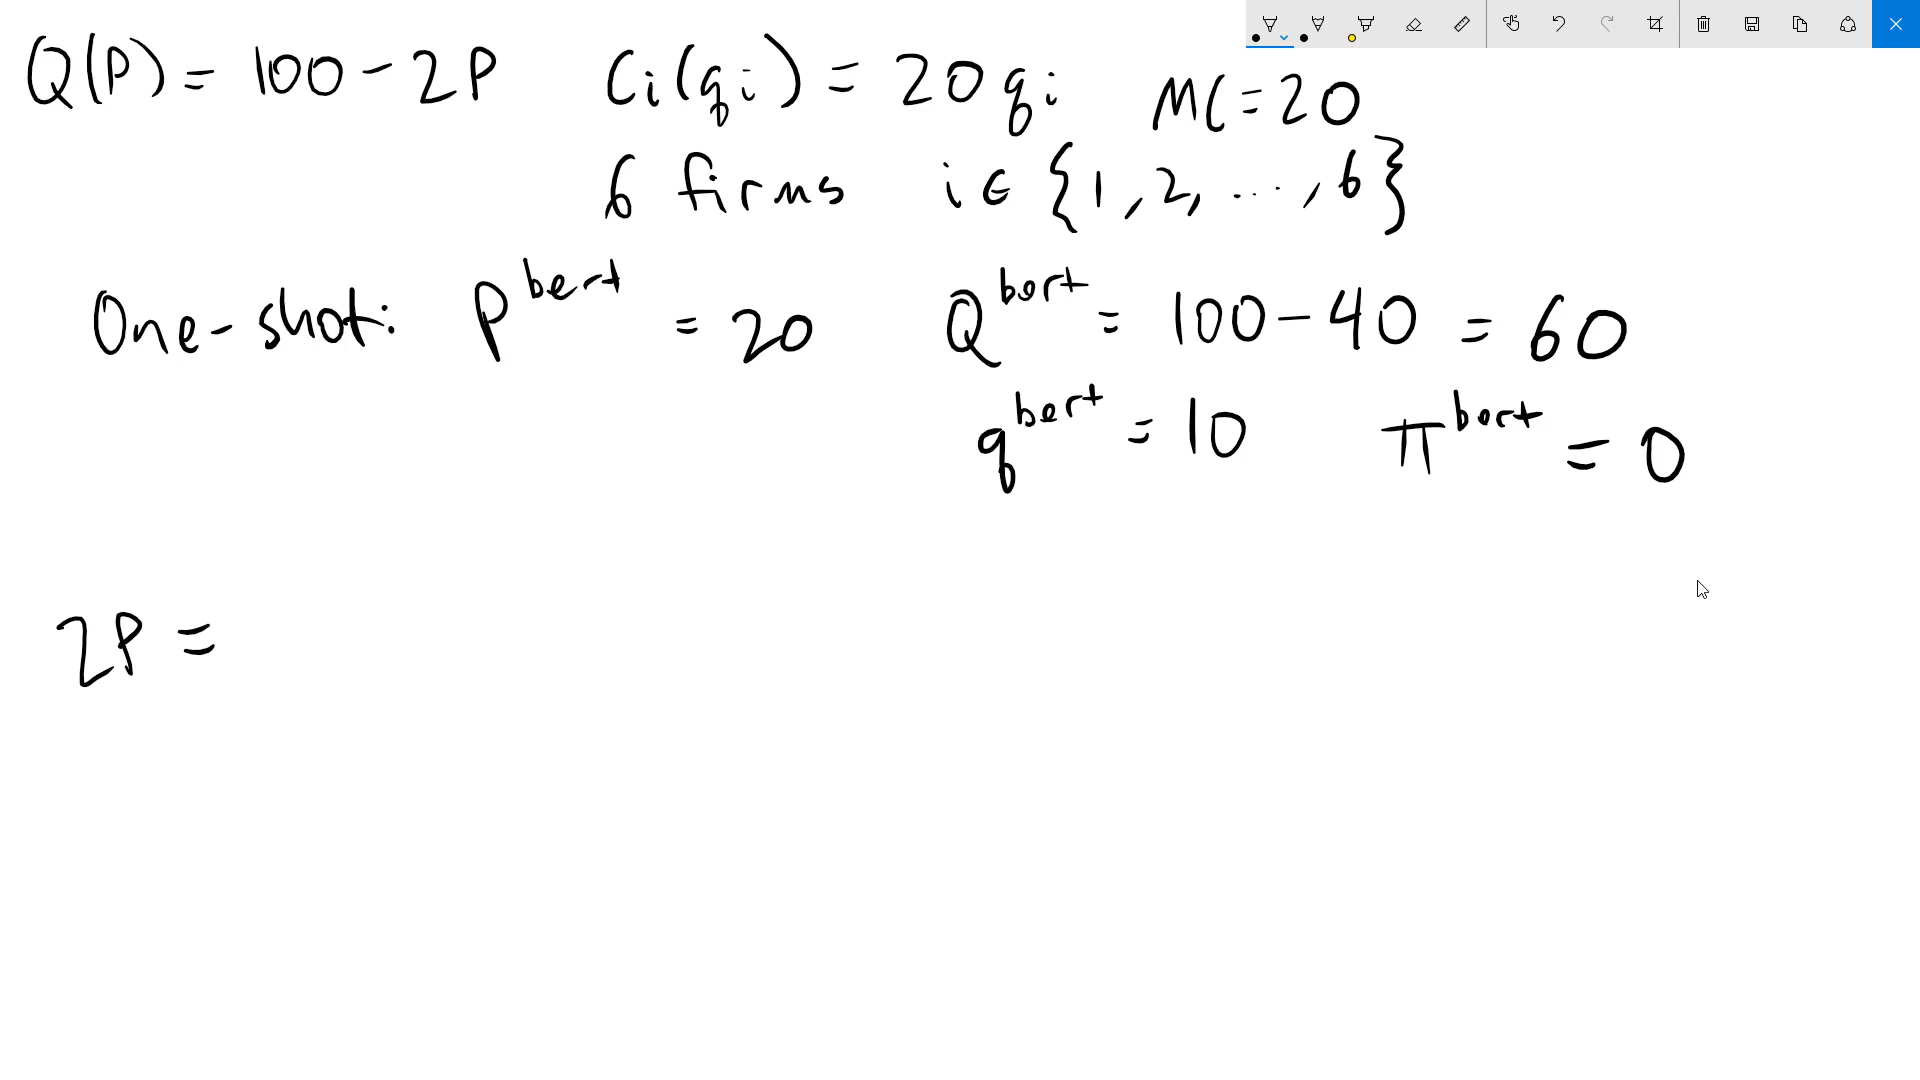 Q(P) = 100 - 2P Ci(qi) = 20qi MC = 20
6 firms i ∈ {1, 2, ..., 6}
One-shot: P^bert = 20 Q^bert = 100 - 40 = 60
q^bert = 10 π^bert = 0
2P =